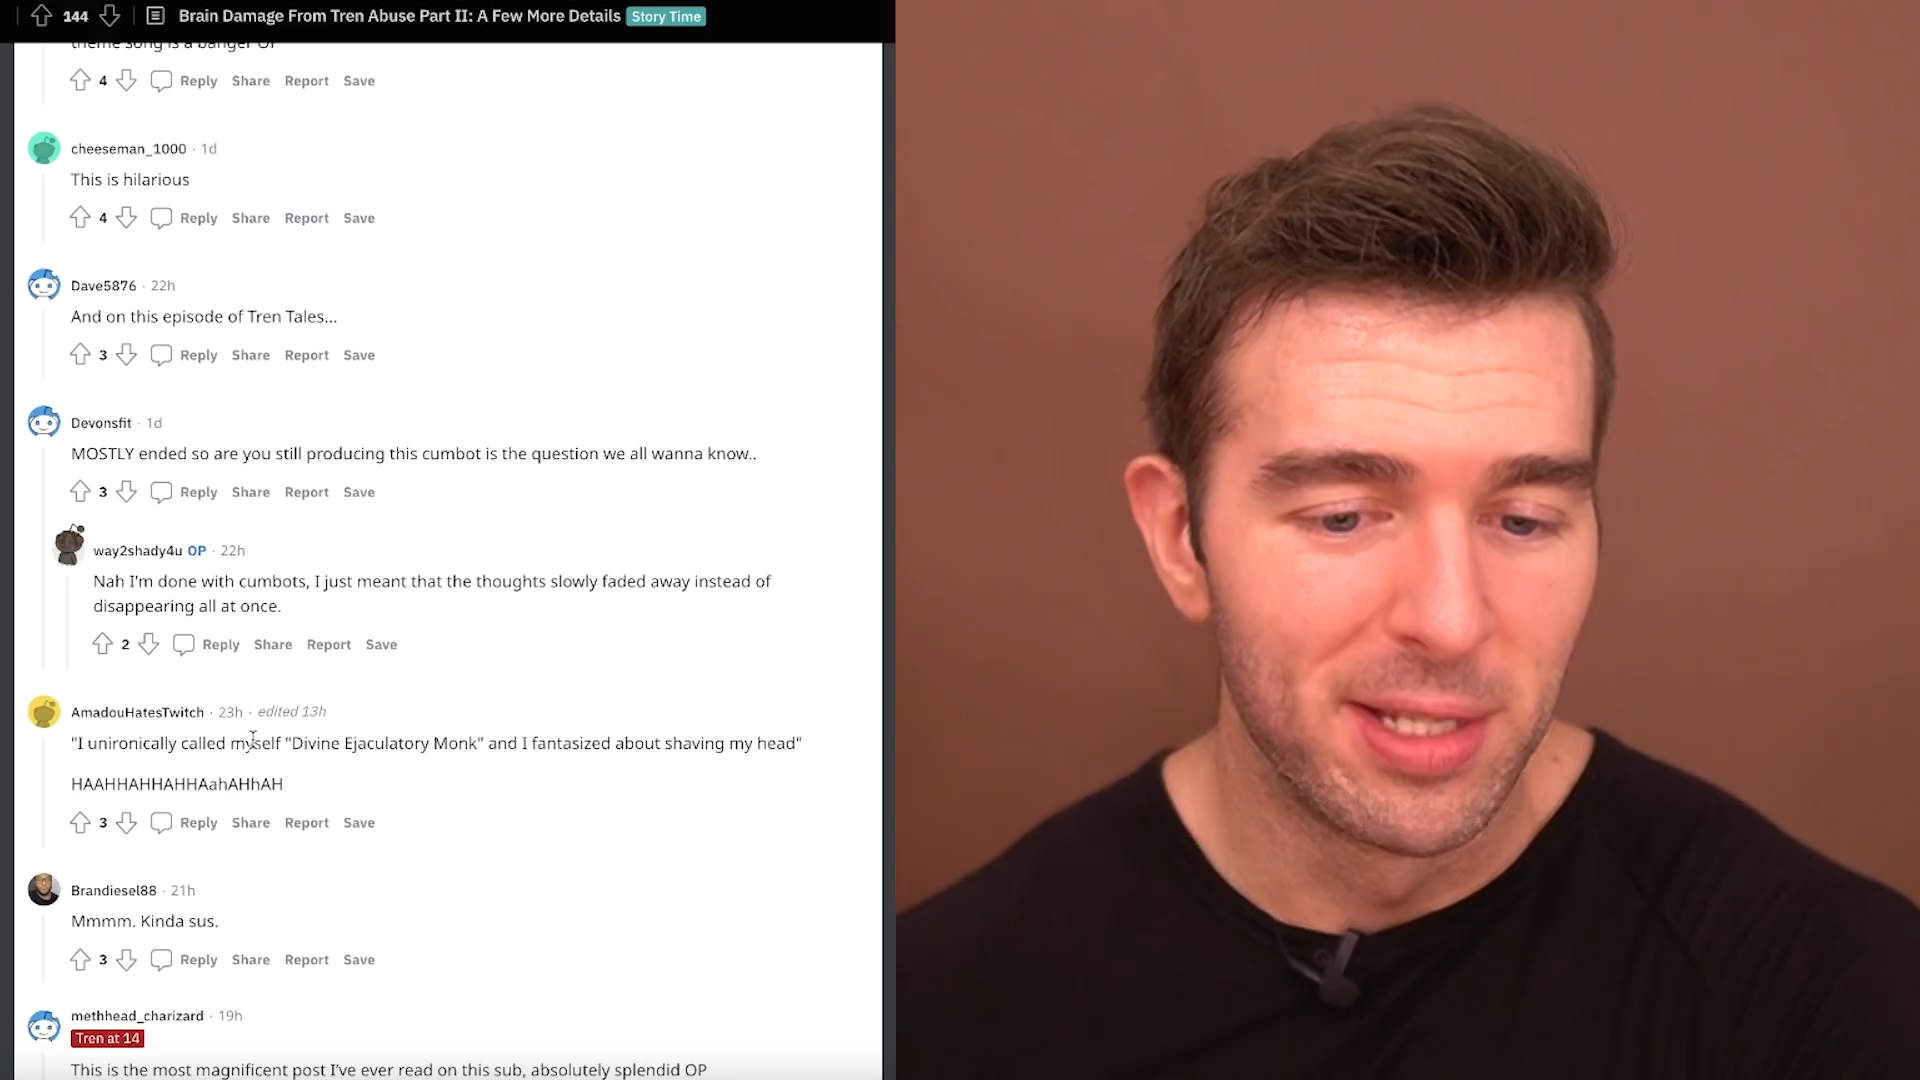 144 Brain Damage From Tren Abuse Part II: A Few More Details Story Time
theme song is a banger OP
4 Reply Share Report Save
cheeseman_1000 · 1d
This is hilarious
4 Reply Share Report Save
Dave5876 · 22h
And on this episode of Tren Tales...
3 Reply Share Report Save
Devonsfit · 1d
MOSTLY ended so are you still producing this cumbot is the question we all wanna know..
3 Reply Share Report Save
way2shady4u OP · 22h
Nah I'm done with cumbots, I just meant that the thoughts slowly faded away instead of
disappearing all at once.
2 Reply Share Report Save
AmadouHatesTwitch · 23h · edited 13h
"I unironically called myself "Divine Ejaculatory Monk" and I fantasized about shaving my head"
HAAHHAHHAHHAahAHhAH
3 Reply Share Report Save
Brandiesel88 · 21h
Mmmm. Kinda sus.
3 Reply Share Report Save
methhead_charizard · 19h
Tren at 14
This is the most magnificent post I've ever read on this sub, absolutely splendid OP